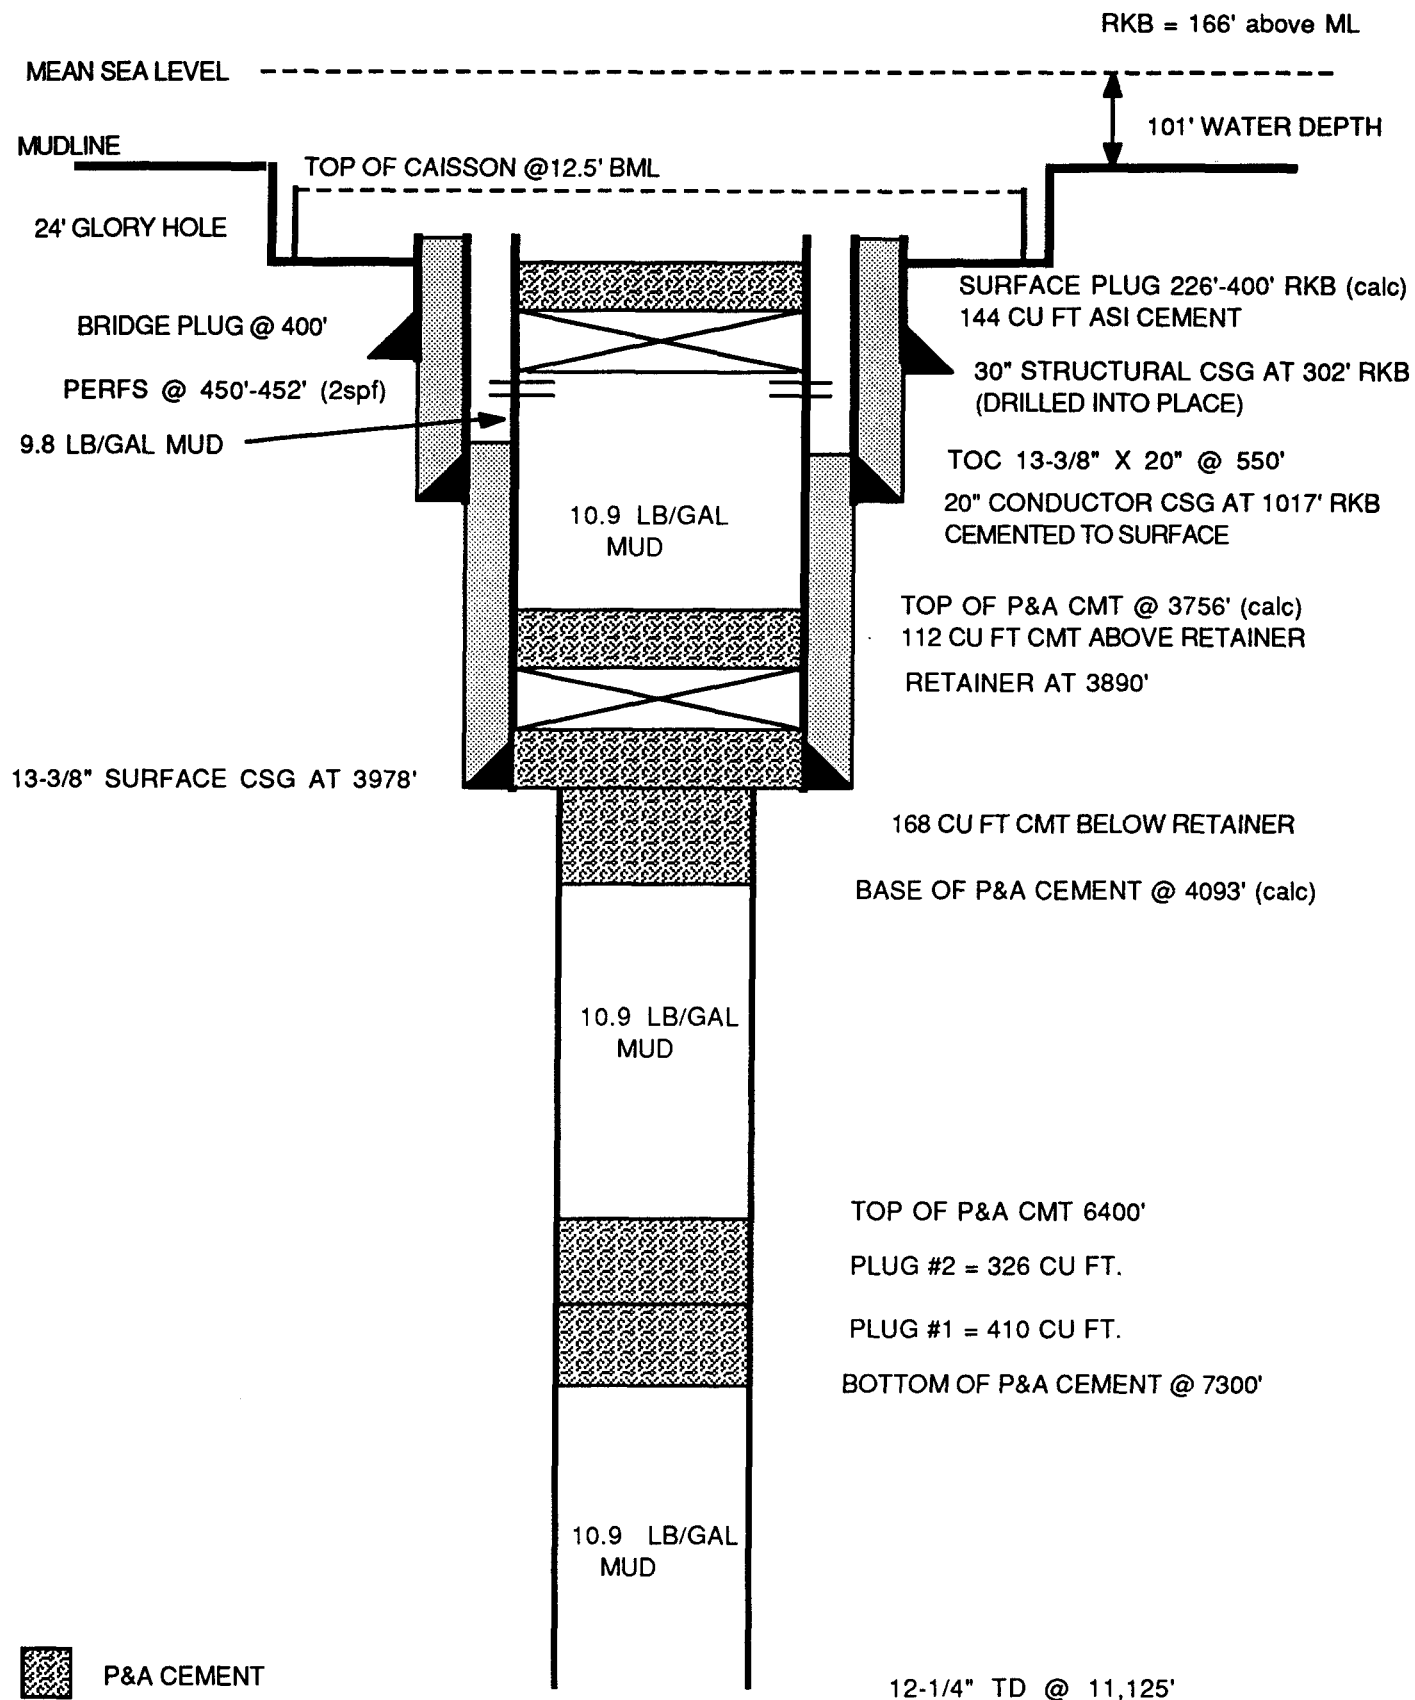 RKB = 166' above ML
MEAN SEA LEVEL
101' WATER DEPTH
MUDLINE
TOP OF CAISSON @12.5' BML
24' GLORY HOLE
SURFACE PLUG 226'-400' RKB (calc)
144 CU FT ASI CEMENT
BRIDGE PLUG @ 400'
30" STRUCTURAL CSG AT 302' RKB
(DRILLED INTO PLACE)
PERFS @ 450'-452' (2spf)
9.8 LB/GAL MUD
TOC 13-3/8" X 20" @ 550'
20" CONDUCTOR CSG AT 1017' RKB
CEMENTED TO SURFACE
10.9 LB/GAL
MUD
TOP OF P&A CMT @ 3756' (calc)
112 CU FT CMT ABOVE RETAINER
RETAINER AT 3890'
13-3/8" SURFACE CSG AT 3978'
168 CU FT CMT BELOW RETAINER
BASE OF P&A CEMENT @ 4093' (calc)
10.9 LB/GAL
MUD
TOP OF P&A CMT 6400'
PLUG #2 = 326 CU FT.
PLUG #1 = 410 CU FT.
BOTTOM OF P&A CEMENT @ 7300'
10.9 LB/GAL
MUD
P&A CEMENT
12-1/4" TD @ 11,125'